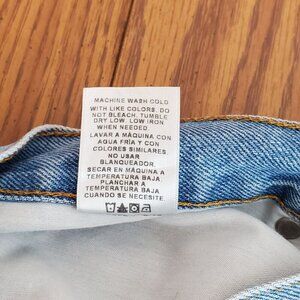 MACHINE WASH COLD
WITH LIKE COLORS. DO
NOT BLEACH. TUMBLE
DRY LOW. LOW IRON
WHEN NEEDED.
LAVAR A MÁQUINA CON
AGUA FRÍA Y CON
COLORES SIMILARES
NO USAR
BLANQUEADOR.
SECAR EN MÁQUINA A
TEMPERATURA BAJA.
PLANCHAR A
TEMPERATURA BAJA
CUANDO SE NECESITE.